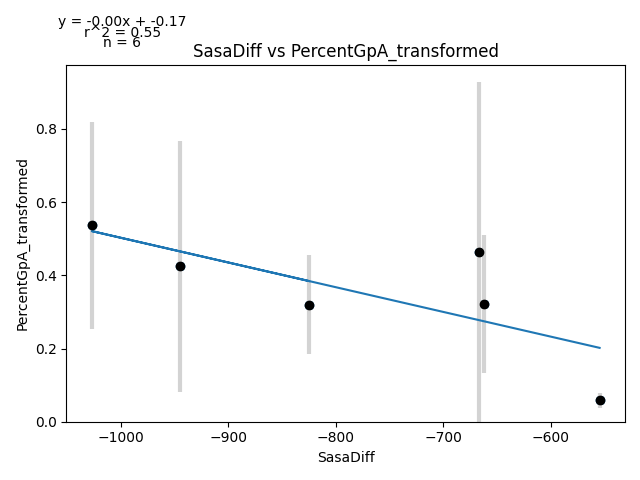 y = -0.00x + -0.17
r^2 = 0.55
n = 6
SasaDiff vs PercentGpA_transformed
PercentGpA_transformed
0.8
0.6
0.4
0.2
0.0
−1000
−900
−800
−700
−600
SasaDiff